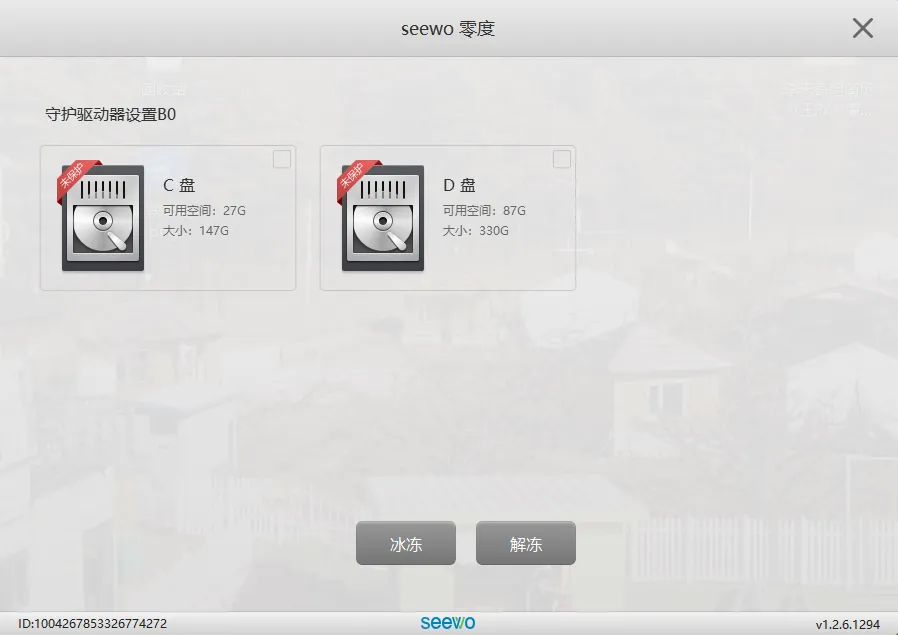 seewo 零度
守护驱动器设置B0
未保护
C 盘
可用空间：27G
大小：147G
未保护
D 盘
可用空间：87G
大小：330G
冰冻
解冻
ID:1004267853326774272
seewo
v1.2.6.1294